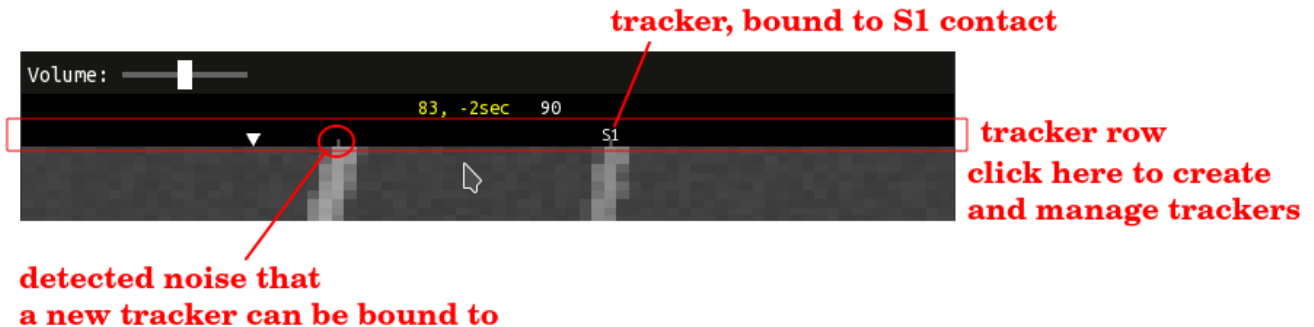 tracker, bound to S1 contact
Volume:
83, -2sec 90
S1
tracker row
click here to create
and manage trackers
detected noise that
a new tracker can be bound to